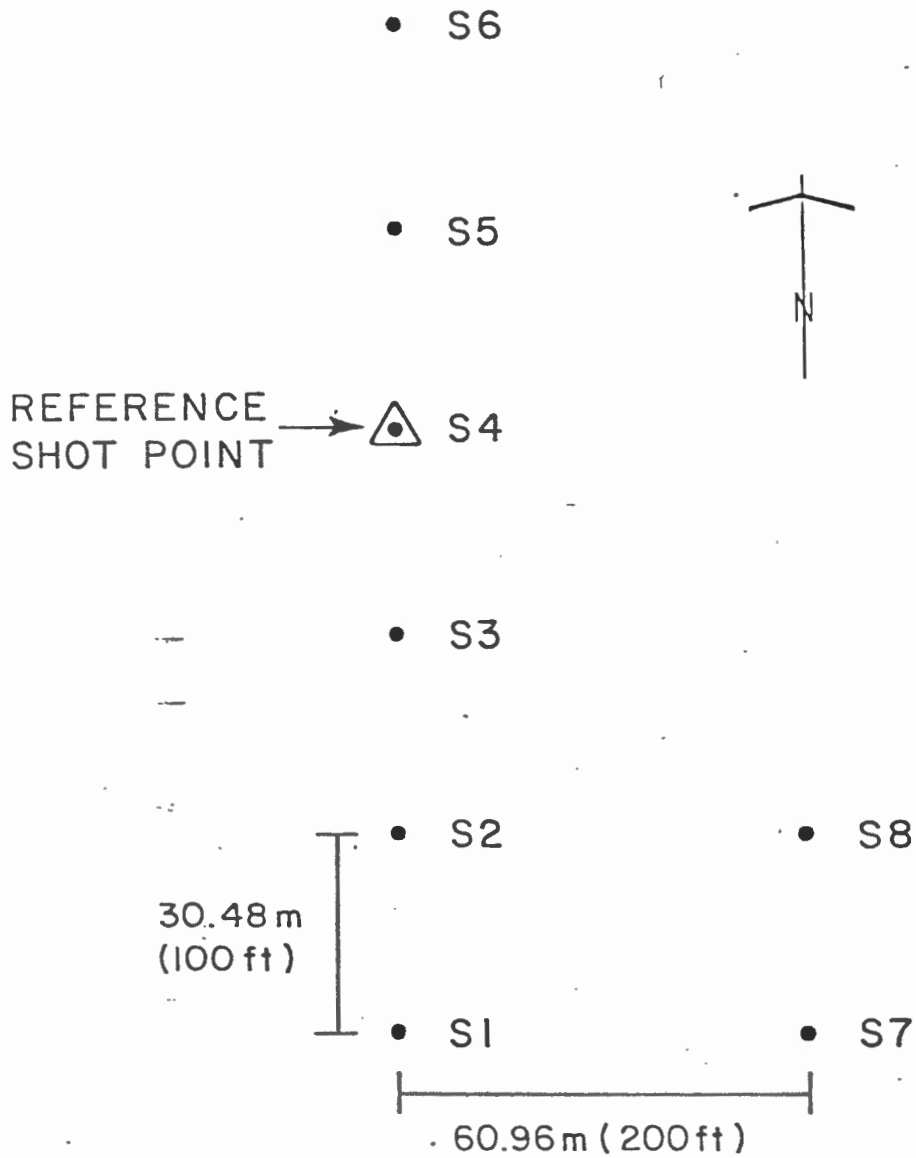 S6
S5
N
REFERENCE
SHOT POINT
S4
S3
S2
S8
30.48 m
(100 ft)
S1
S7
60.96 m (200 ft)